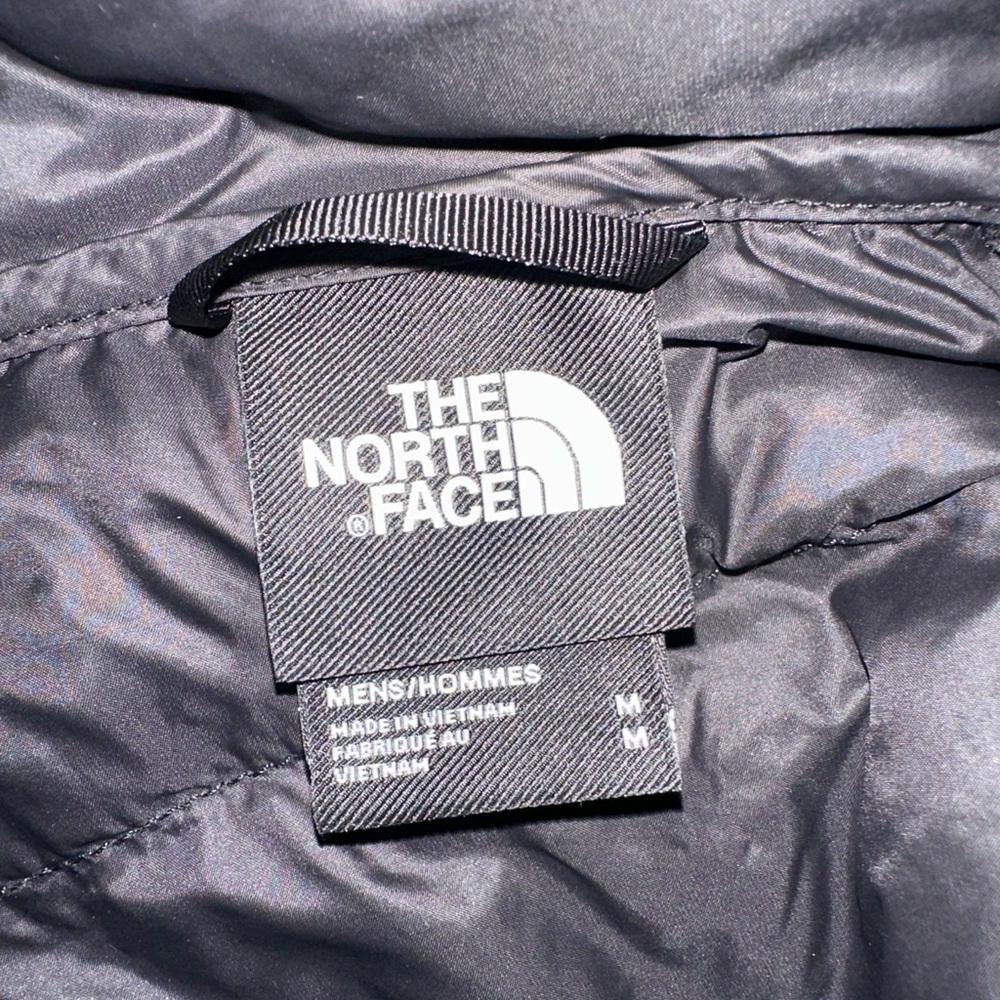 THE
NORTH
®FACE
MENS/HOMMES
MADE IN VIETNAM M
FABRIQUÉ AU M
VIETNAM